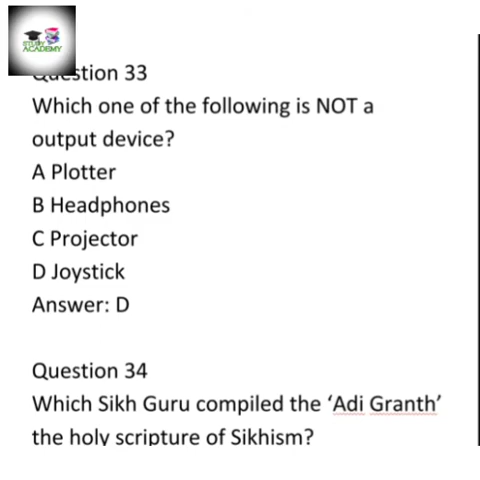 STUDY
ACADEMY
Question 33
Which one of the following is NOT a
output device?
A Plotter
B Headphones
C Projector
D Joystick
Answer: D
Question 34
Which Sikh Guru compiled the ‘Adi Granth’
the holy scripture of Sikhism?